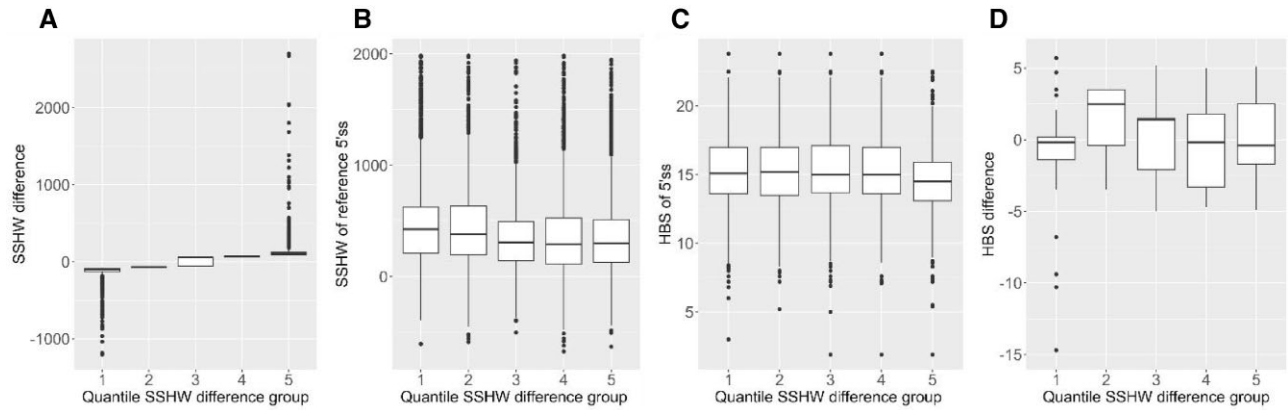 A
SSHW difference
2000
1000
0
-1000
1 2 3 4 5
Quantile SSHW difference group
B
SSHW of reference 5'ss
2000
1000
0
1 2 3 4 5
Quantile SSHW difference group
C
HBS of 5'ss
20
15
10
5
1 2 3 4 5
Quantile SSHW difference group
D
HBS difference
5
0
-5
-10
-15
1 2 3 4 5
Quantile SSHW difference group